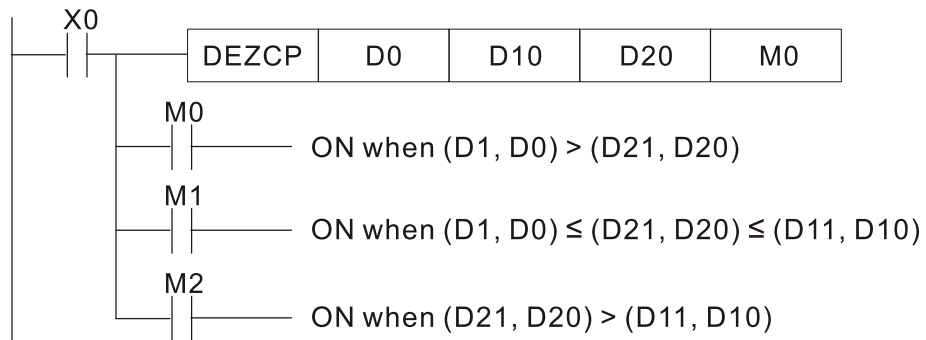 X0
DEZCP D0 D10 D20 M0
M0
ON when (D1, D0) > (D21, D20)
M1
ON when (D1, D0) ≤ (D21, D20) ≤ (D11, D10)
M2
ON when (D21, D20) > (D11, D10)